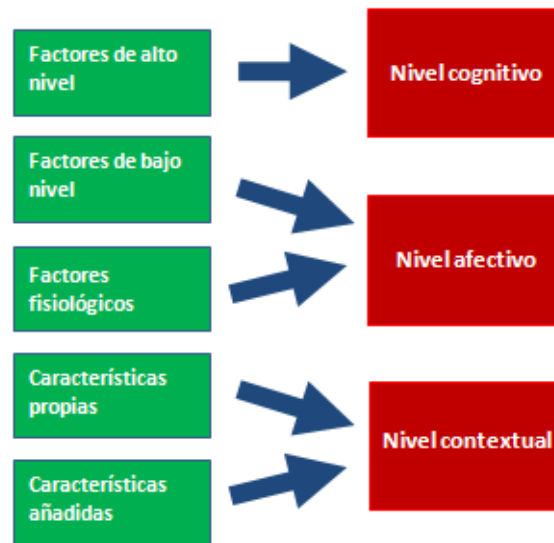 Factores de alto
nivel
Nivel cognitivo
Factores de bajo
nivel
Factores
fisiológicos
Nivel afectivo
Características
propias
Características
añadidas
Nivel contextual